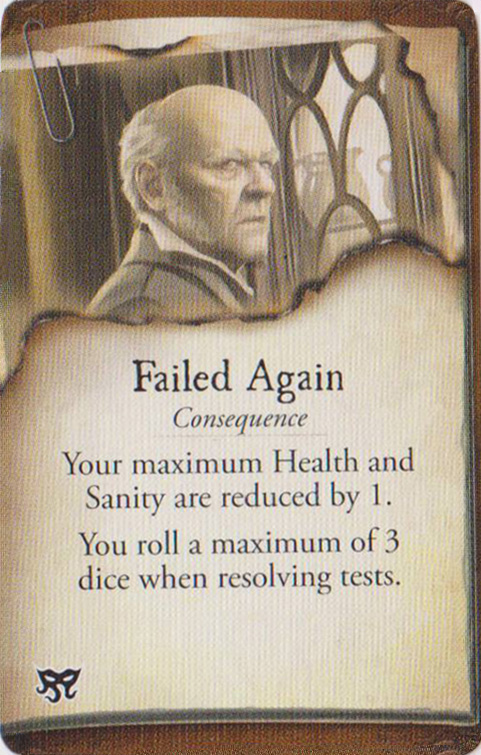 Failed Again
Consequence
Your maximum Health and
Sanity are reduced by 1.
You roll a maximum of 3
dice when resolving tests.